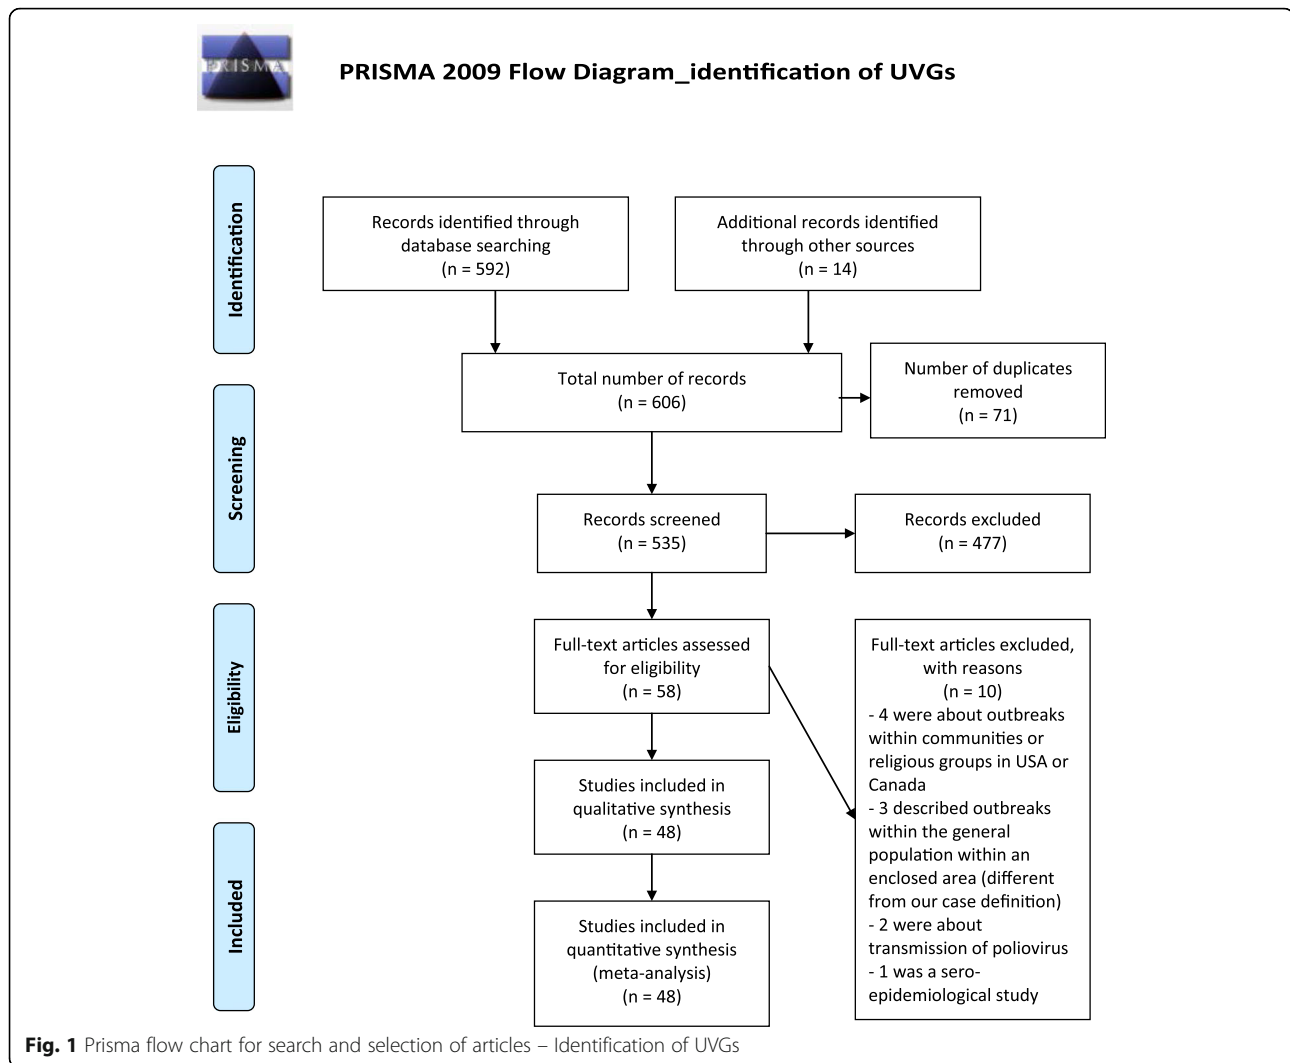 PRISMA
PRISMA 2009 Flow Diagram_identification of UVGs
Identification
Records identified through
database searching
(n = 592)
Additional records identified
through other sources
(n = 14)
Total number of records
(n = 606)
Number of duplicates
removed
(n = 71)
Screening
Records screened
(n = 535)
Records excluded
(n = 477)
Eligibility
Full-text articles assessed
for eligibility
(n = 58)
Full-text articles excluded,
with reasons
(n = 10)
- 4 were about outbreaks
within communities or
religious groups in USA or
Canada
- 3 described outbreaks
within the general
population within an
enclosed area (different
from our case definition)
- 2 were about
transmission of poliovirus
- 1 was a sero-
epidemiological study
Studies included in
qualitative synthesis
(n = 48)
Included
Studies included in
quantitative synthesis
(meta-analysis)
(n = 48)
Fig. 1 Prisma flow chart for search and selection of articles – Identification of UVGs